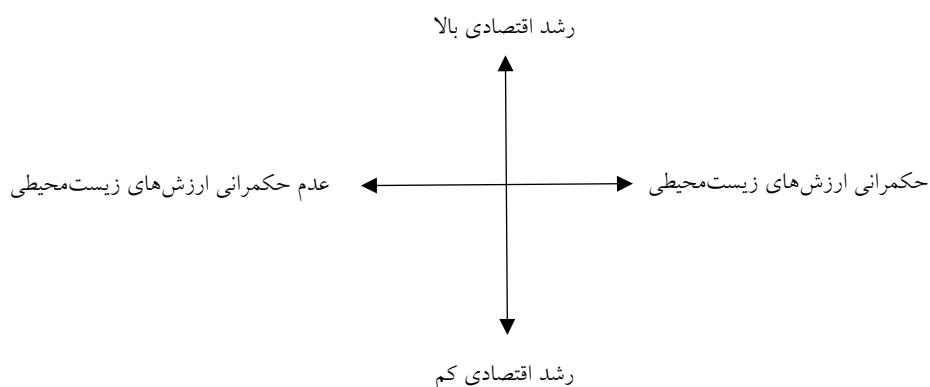 رشد اقتصادی بالا
حکمرانی ارزش‌های زیست‌محیطی
عدم حکمرانی ارزش‌های زیست‌محیطی
رشد اقتصادی کم